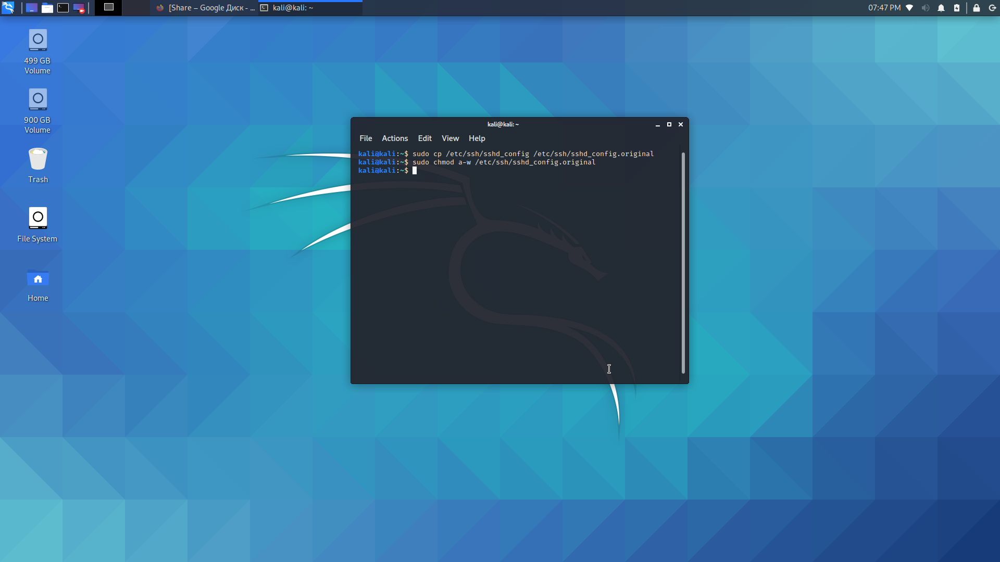 [Share – Google Диск - ...
kali@kali: ~
07:47 PM
499 GB
Volume
900 GB
Volume
Trash
File System
Home
kali@kali: ~
File Actions Edit View Help
kali@kali:~$ sudo cp /etc/ssh/sshd_config /etc/ssh/sshd_config.original
kali@kali:~$ sudo chmod a-w /etc/ssh/sshd_config.original
kali@kali:~$